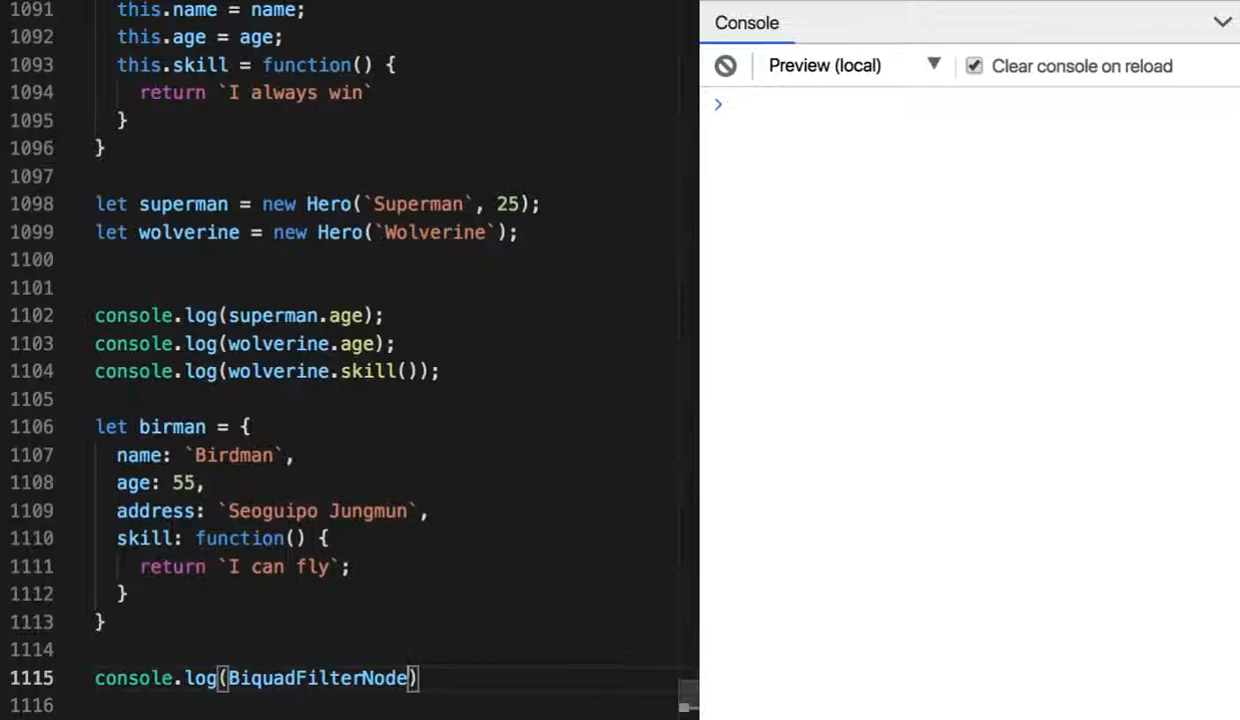 1091 this.name = name;
1092 this.age = age;
1093 this.skill = function() {
1094 return `I always win`
1095 }
1096 }
1097
1098 let superman = new Hero(`Superman`, 25);
1099 let wolverine = new Hero(`Wolverine`);
1100
1101
1102 console.log(superman.age);
1103 console.log(wolverine.age);
1104 console.log(wolverine.skill());
1105
1106 let birman = {
1107 name: `Birdman`,
1108 age: 55,
1109 address: `Seoguipo Jungmun`,
1110 skill: function() {
1111 return `I can fly`;
1112 }
1113 }
1114
1115 console.log(BiquadFilterNode)
1116
Console
Preview (local) ▼ Clear console on reload
>